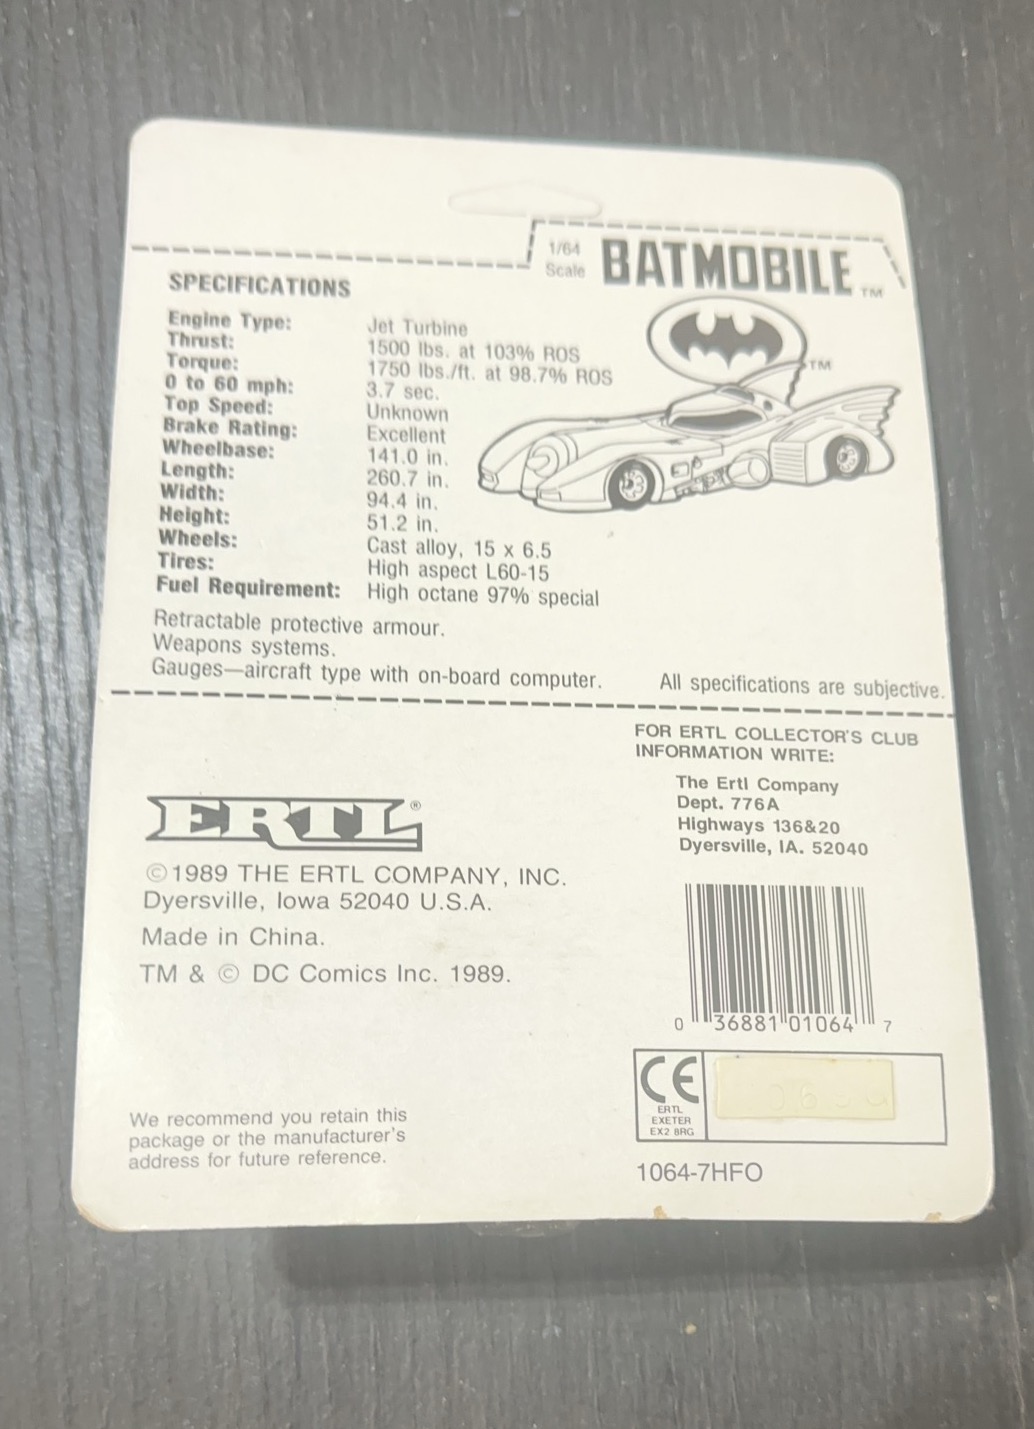 1/64
Scale
BATMOBILE TM
TM
SPECIFICATIONS
Engine Type: Jet Turbine
Thrust: 1500 lbs. at 103% ROS
Torque: 1750 lbs./ft. at 98.7% ROS
0 to 60 mph: 3.7 sec.
Top Speed: Unknown
Brake Rating: Excellent
Wheelbase: 141.0 in.
Length: 260.7 in.
Width: 94.4 in.
Height: 51.2 in.
Wheels: Cast alloy, 15 x 6.5
Tires: High aspect L60-15
Fuel Requirement: High octane 97% special
Retractable protective armour.
Weapons systems.
Gauges—aircraft type with on-board computer.
All specifications are subjective.
FOR ERTL COLLECTOR'S CLUB
INFORMATION WRITE:
The Ertl Company
Dept. 776A
Highways 136&20
Dyersville, IA. 52040
ERTL®
©1989 THE ERTL COMPANY, INC.
Dyersville, Iowa 52040 U.S.A.
Made in China.
TM & © DC Comics Inc. 1989.
0 36881 01064 7
CE
ERTL
EXETER
EX2 8RG
1064-7HFO
We recommend you retain this
package or the manufacturer's
address for future reference.